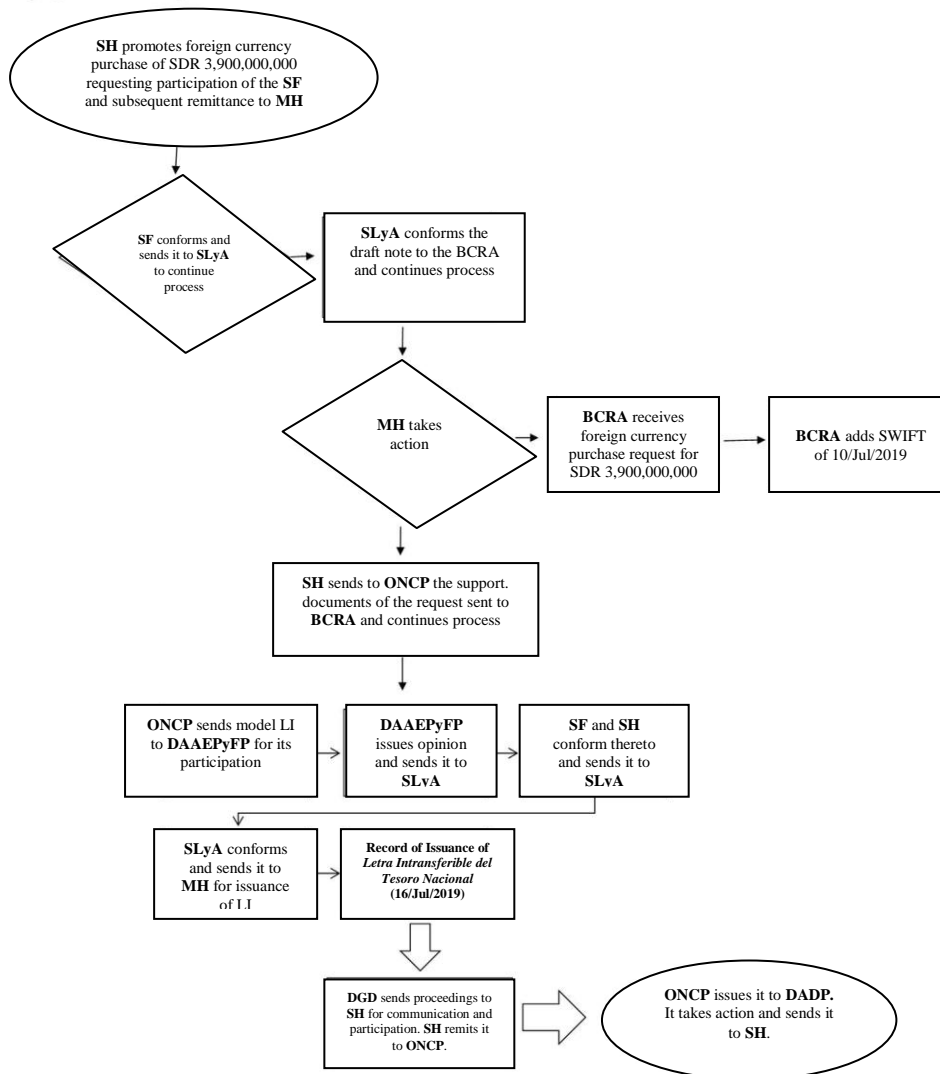 SH promotes foreign currency
purchase of SDR 3,900,000,000
requesting participation of the SF
and subsequent remittance to MH
SF conforms and
sends it to SLyA
to continue
process
SLyA conforms the
draft note to the BCRA
and continues process
MH takes
action
BCRA receives
foreign currency
purchase request for
SDR 3,900,000,000
BCRA adds SWIFT
of 10/Jul/2019
SH sends to ONCP the support.
documents of the request sent to
BCRA and continues process
ONCP sends model LI
to DAAEPyFP for its
participation
DAAEPyFP
issues opinion
and sends it to
SLvA
SF and SH
conform thereto
and sends it to
SLvA
SLyA conforms
and sends it to
MH for issuance
of LI
Record of Issuance of
Letra Intransferible del
Tesoro Nacional
(16/Jul/2019)
DGD sends proceedings to
SH for communication and
participation. SH remits it
to ONCP.
ONCP issues it to DADP.
It takes action and sends it
to SH.